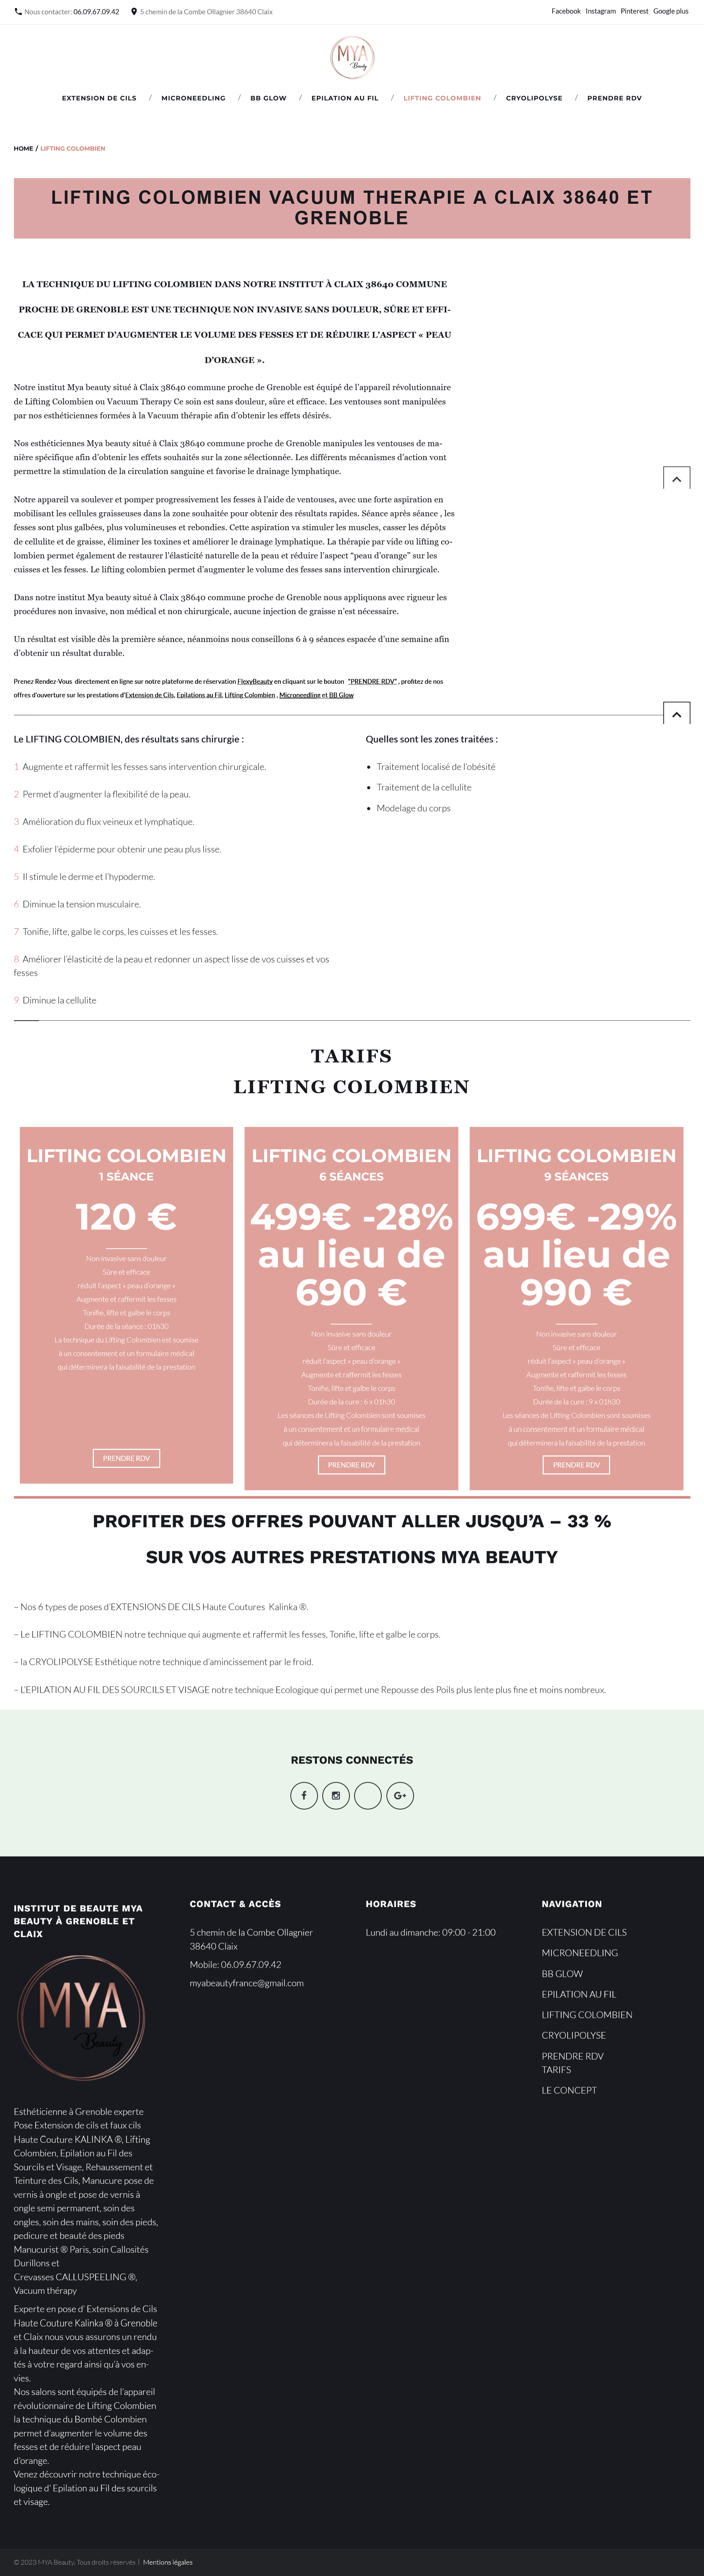 Nous contacter: 06.09.67.09.42 5 chemin de la Combe Ollagnier 38640 Claix
Facebook Instagram Pinterest Google plus
MYA
Beauty
EXTENSION DE CILS / MICRONEEDLING / BB GLOW / EPILATION AU FIL / LIFTING COLOMBIEN / CRYOLIPOLYSE / PRENDRE RDV
HOME / LIFTING COLOMBIEN
LIFTING COLOMBIEN VACUUM THERAPIE A CLAIX 38640 ET
GRENOBLE
LA TECHNIQUE DU LIFTING COLOMBIEN DANS NOTRE INSTITUT À CLAIX 38640 COMMUNE
PROCHE DE GRENOBLE EST UNE TECHNIQUE NON INVASIVE SANS DOULEUR, SÛRE ET EFFI-
CACE QUI PERMET D’AUGMENTER LE VOLUME DES FESSES ET DE RÉDUIRE L’ASPECT « PEAU
D’ORANGE ».
Notre institut Mya beauty situé à Claix 38640 commune proche de Grenoble est équipé de l’appareil révolutionnaire
de Lifting Colombien ou Vacuum Therapy Ce soin est sans douleur, sûre et efficace. Les ventouses sont manipulées
par nos esthéticiennes formées à la Vacuum thérapie afin d’obtenir les effets désirés.
Nos esthéticiennes Mya beauty situé à Claix 38640 commune proche de Grenoble manipules les ventouses de ma-
nière spécifique afin d’obtenir les effets souhaités sur la zone sélectionnée. Les différents mécanismes d’action vont
permettre la stimulation de la circulation sanguine et favorise le drainage lymphatique.
Notre appareil va soulever et pomper progressivement les fesses à l’aide de ventouses, avec une forte aspiration en
mobilisant les cellules graisseuses dans la zone souhaitée pour obtenir des résultats rapides. Séance après séance , les
fesses sont plus galbées, plus volumineuses et rebondies. Cette aspiration va stimuler les muscles, casser les dépôts
de cellulite et de graisse, éliminer les toxines et améliorer le drainage lymphatique. La thérapie par vide ou lifting co-
lombien permet également de restaurer l’élasticité naturelle de la peau et réduire l’aspect “peau d’orange” sur les
cuisses et les fesses. Le lifting colombien permet d’augmenter le volume des fesses sans intervention chirurgicale.
Dans notre institut Mya beauty situé à Claix 38640 commune proche de Grenoble nous appliquons avec rigueur les
procédures non invasive, non médical et non chirurgicale, aucune injection de graisse n’est nécessaire.
Un résultat est visible dès la première séance, néanmoins nous conseillons 6 à 9 séances espacée d’une semaine afin
d’obtenir un résultat durable.
Prenez Rendez-Vous directement en ligne sur notre plateforme de réservation FlexyBeauty en cliquant sur le bouton "PRENDRE RDV" , profitez de nos
offres d’ouverture sur les prestations d’Extension de Cils, Epilations au Fil, Lifting Colombien , Microneedling et BB Glow
Le LIFTING COLOMBIEN, des résultats sans chirurgie :
1 Augmente et raffermit les fesses sans intervention chirurgicale.
2 Permet d’augmenter la flexibilité de la peau.
3 Amélioration du flux veineux et lymphatique.
4 Exfolier l’épiderme pour obtenir une peau plus lisse.
5 Il stimule le derme et l’hypoderme.
6 Diminue la tension musculaire.
7 Tonifie, lifte, galbe le corps, les cuisses et les fesses.
8 Améliorer l’élasticité de la peau et redonner un aspect lisse de vos cuisses et vos
fesses
9 Diminue la cellulite
Quelles sont les zones traitées :
• Traitement localisé de l’obésité
• Traitement de la cellulite
• Modelage du corps
TARIFS
LIFTING COLOMBIEN
LIFTING COLOMBIEN
1 SÉANCE
120 €
Non invasive sans douleur
Sûre et efficace
réduit l’aspect « peau d’orange »
Augmente et raffermit les fesses
Tonifie, lifte et galbe le corps
Durée de la séance : 01h30
La technique du Lifting Colombien est soumise
à un consentement et un formulaire médical
qui déterminera la faisabilité de la prestation
PRENDRE RDV
LIFTING COLOMBIEN
6 SÉANCES
499€ -28%
au lieu de
690 €
Non invasive sans douleur
Sûre et efficace
réduit l’aspect « peau d’orange »
Augmente et raffermit les fesses
Tonifie, lifte et galbe le corps
Durée de la cure : 6 x 01h30
Les séances de Lifting Colombien sont soumises
à un consentement et un formulaire médical
qui déterminera la faisabilité de la prestation
PRENDRE RDV
LIFTING COLOMBIEN
9 SÉANCES
699€ -29%
au lieu de
990 €
Non invasive sans douleur
Sûre et efficace
réduit l’aspect « peau d’orange »
Augmente et raffermit les fesses
Tonifie, lifte et galbe le corps
Durée de la cure : 9 x 01h30
Les séances de Lifting Colombien sont soumises
à un consentement et un formulaire médical
qui déterminera la faisabilité de la prestation
PRENDRE RDV
PROFITER DES OFFRES POUVANT ALLER JUSQU’A – 33 %
SUR VOS AUTRES PRESTATIONS MYA BEAUTY
– Nos 6 types de poses d’EXTENSIONS DE CILS Haute Coutures Kalinka ®.
– Le LIFTING COLOMBIEN notre technique qui augmente et raffermit les fesses, Tonifie, lifte et galbe le corps.
– la CRYOLIPOLYSE Esthétique notre technique d’amincissement par le froid.
– L’EPILATION AU FIL DES SOURCILS ET VISAGE notre technique Ecologique qui permet une Repousse des Poils plus lente plus fine et moins nombreux.
RESTONS CONNECTÉS
INSTITUT DE BEAUTE MYA
BEAUTY À GRENOBLE ET
CLAIX
MYA
Beauty
Esthéticienne à Grenoble experte
Pose Extension de cils et faux cils
Haute Couture KALINKA ®, Lifting
Colombien, Epilation au Fil des
Sourcils et Visage, Rehaussement et
Teinture des Cils, Manucure pose de
vernis à ongle et pose de vernis à
ongle semi permanent, soin des
ongles, soin des mains, soin des pieds,
pedicure et beauté des pieds
Manucurist ® Paris, soin Callosités
Durillons et
Crevasses CALLUSPEELING ®,
Vacuum thérapy
Experte en pose d’ Extensions de Cils
Haute Couture Kalinka ® à Grenoble
et Claix nous vous assurons un rendu
à la hauteur de vos attentes et adap-
tés à votre regard ainsi qu’à vos en-
vies.
Nos salons sont équipés de l’appareil
révolutionnaire de Lifting Colombien
la technique du Bombé Colombien
permet d’augmenter le volume des
fesses et de réduire l’aspect peau
d’orange.
Venez découvrir notre technique éco-
logique d’ Epilation au Fil des sourcils
et visage.
CONTACT & ACCÈS
5 chemin de la Combe Ollagnier
38640 Claix
Mobile: 06.09.67.09.42
myabeautyfrance@gmail.com
HORAIRES
Lundi au dimanche: 09:00 - 21:00
NAVIGATION
EXTENSION DE CILS
MICRONEEDLING
BB GLOW
EPILATION AU FIL
LIFTING COLOMBIEN
CRYOLIPOLYSE
PRENDRE RDV
TARIFS
LE CONCEPT
© 2023 MYA Beauty. Tous droits réservés | Mentions légales